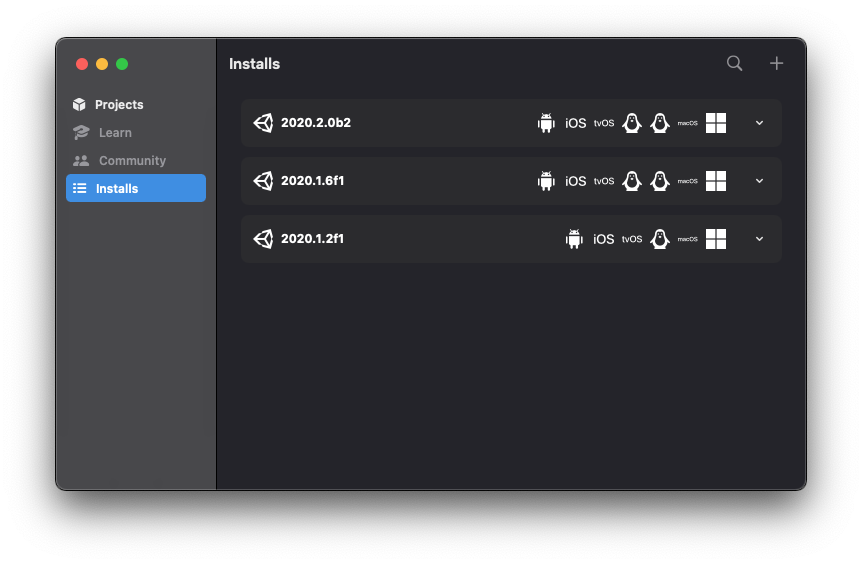 Installs
Projects
Learn
Community
Installs
2020.2.0b2 iOS tvOS macOS
2020.1.6f1 iOS tvOS macOS
2020.1.2f1 iOS tvOS macOS